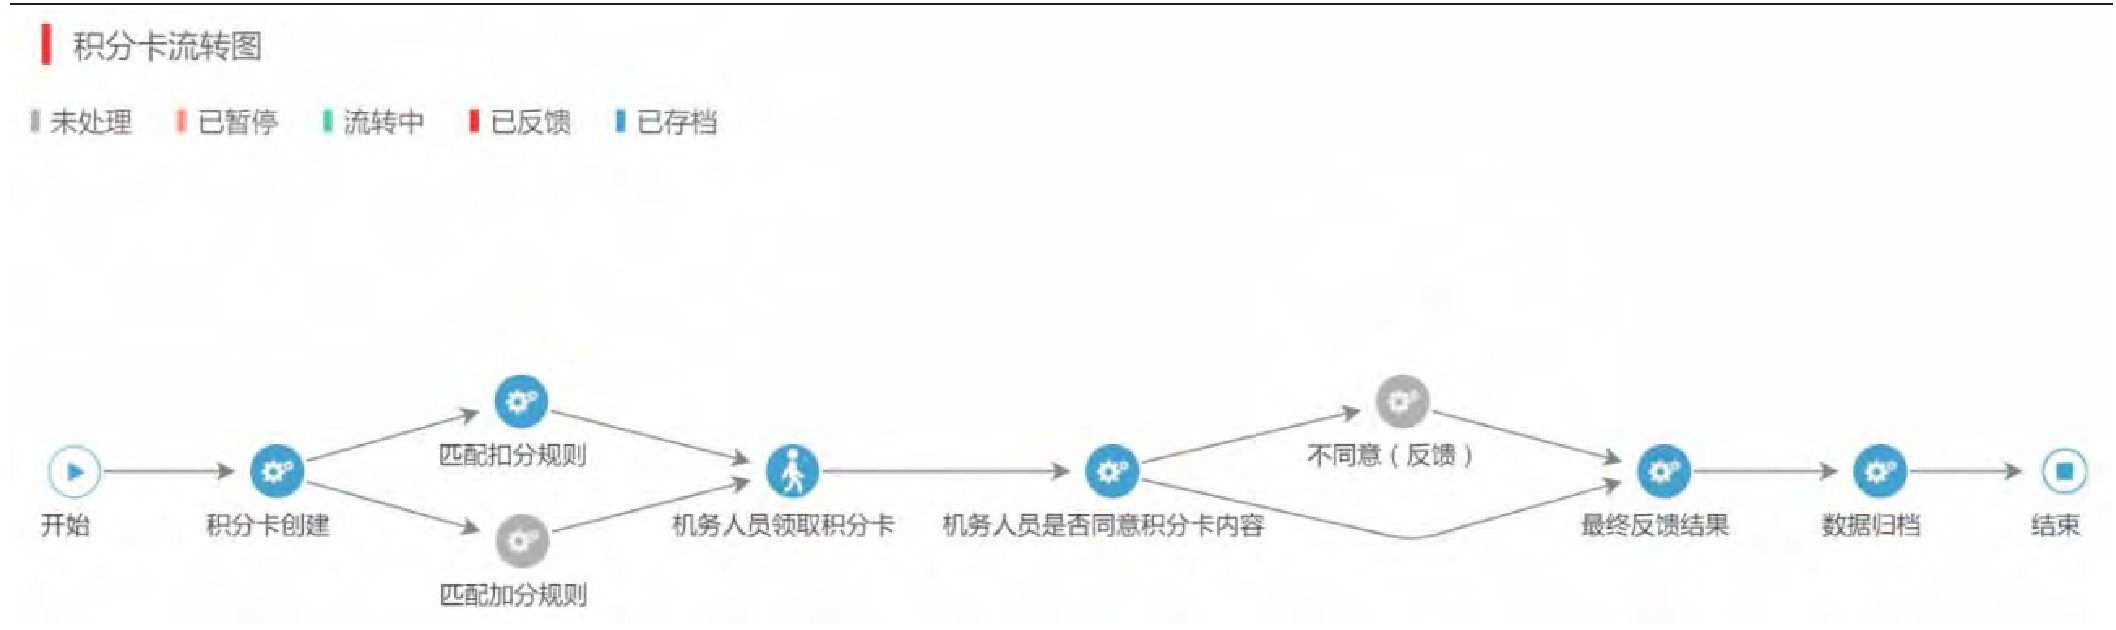 积分卡流转图
未处理 已暂停 流转中 已反馈 已存档
匹配扣分规则 不同意（反馈）
开始 积分卡创建 机务人员领取积分卡 机务人员是否同意积分卡内容 最终反馈结果 数据归档 结束
匹配加分规则